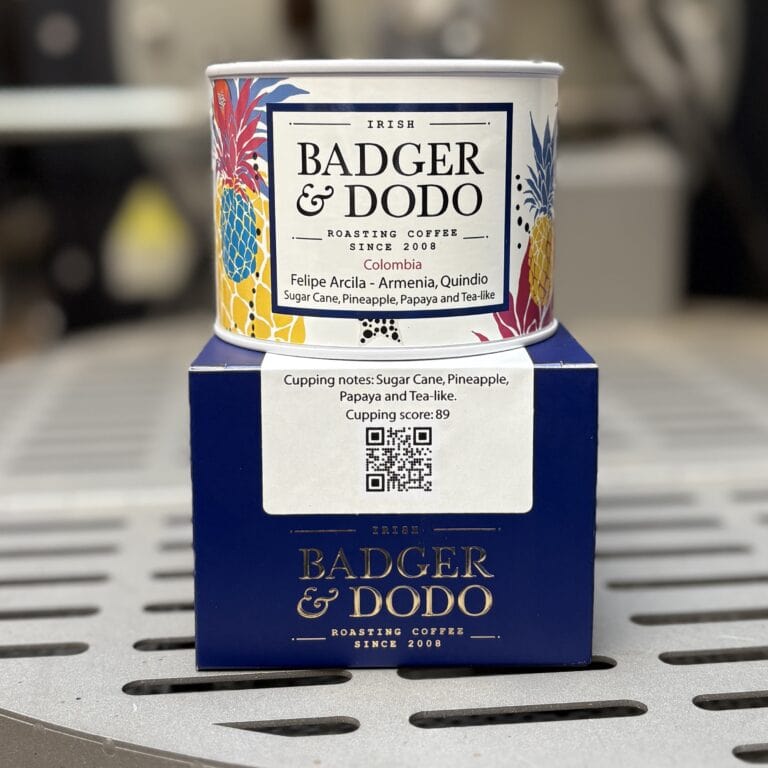 IRISH
BADGER
& DODO
ROASTING COFFEE
SINCE 2008
Colombia
Felipe Arcila - Armenia, Quindio
Sugar Cane, Pineapple, Papaya and Tea-like
Cupping notes: Sugar Cane, Pineapple,
Papaya and Tea-like.
Cupping score: 89
IRISH
BADGER
& DODO
ROASTING COFFEE
SINCE 2008